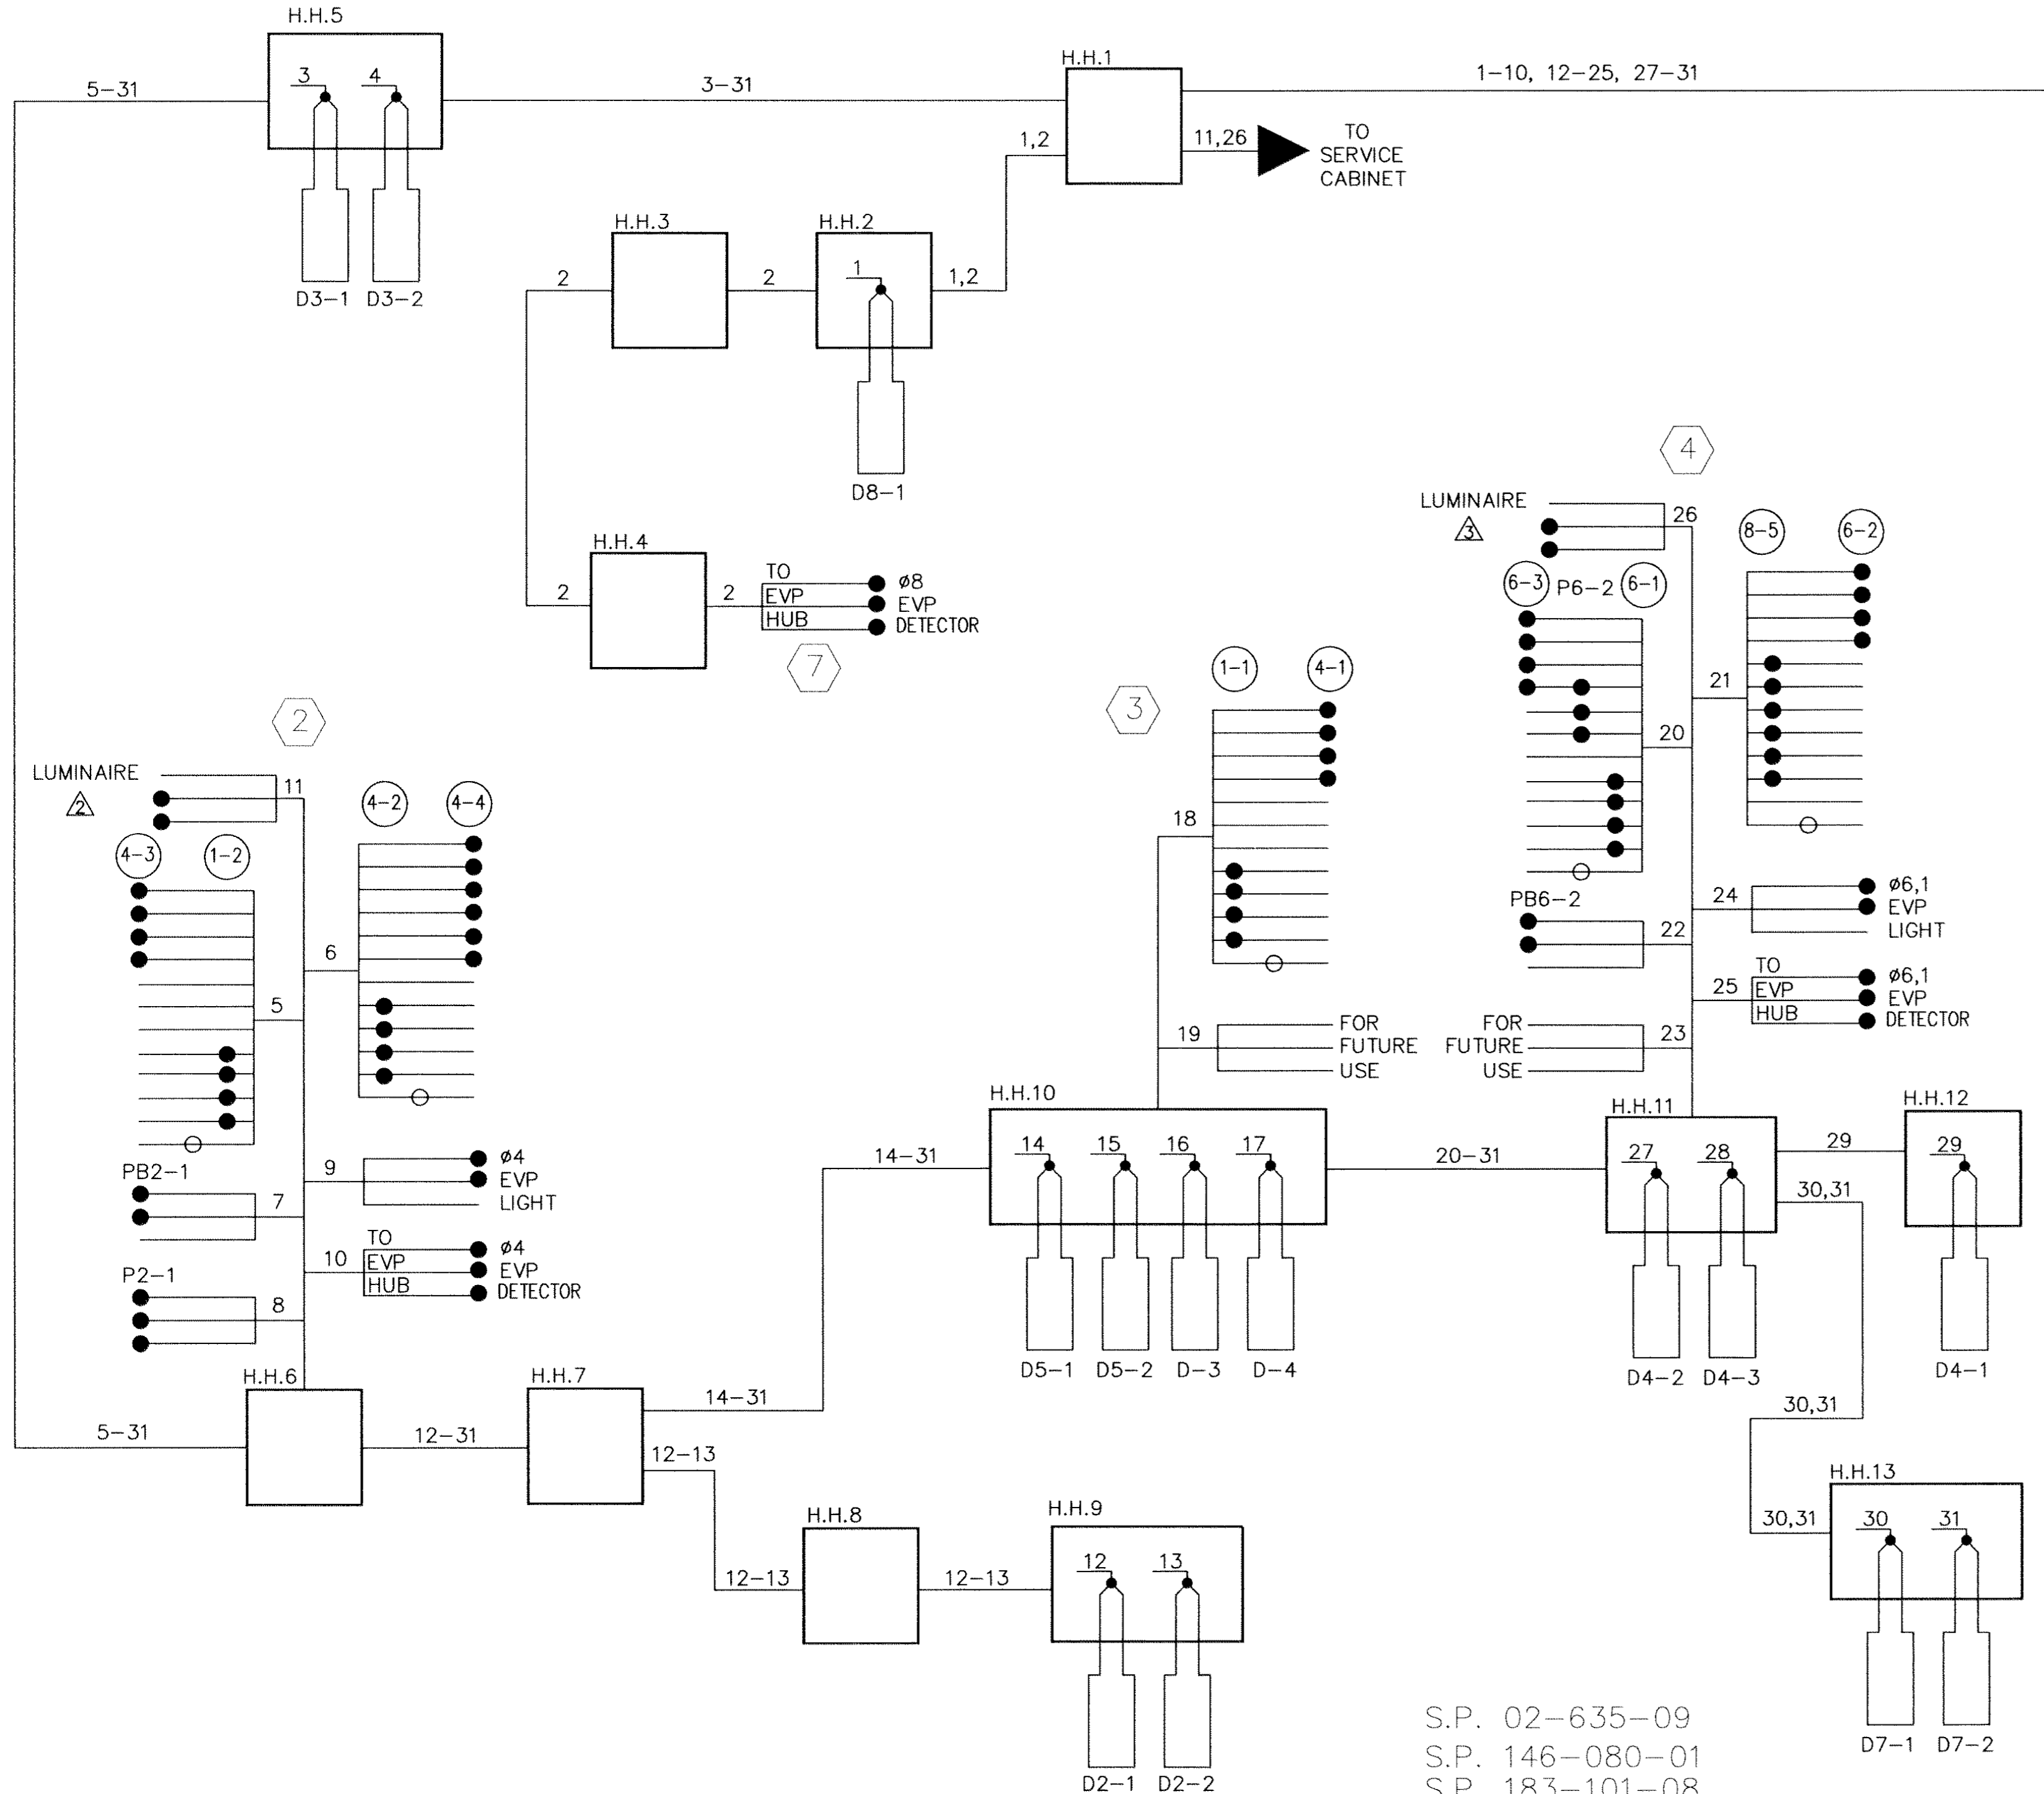 H.H.5
3 4
5-31
3-31
D3-1 D3-2
H.H.1
1-10, 12-25, 27-31
1,2
11,26
TO
SERVICE
CABINET
H.H.3
H.H.2
2
2
1
1,2
D8-1
H.H.4
2
2
TO
EVP
HUB
ø8
EVP
DETECTOR
7
2
LUMINAIRE
2
11
4-3
1-2
4-2
4-4
5
6
PB2-1
7
9
ø4
EVP
LIGHT
P2-1
8
10
TO
EVP
HUB
ø4
EVP
DETECTOR
H.H.6
5-31
12-31
H.H.7
14-31
12-13
14-31
H.H.8
12-13
12-13
H.H.9
12 13
D2-1 D2-2
3
1-1
4-1
18
19
FOR
FUTURE
USE
H.H.10
14 15 16 17
D5-1 D5-2 D-3 D-4
20-31
4
LUMINAIRE
3
26
6-3
P6-2
6-1
8-5
6-2
20
21
PB6-2
22
24
ø6,1
EVP
LIGHT
25
TO
EVP
HUB
ø6,1
EVP
DETECTOR
FOR
FUTURE
USE
23
H.H.11
27 28
D4-2 D4-3
29
H.H.12
29
D4-1
30,31
30,31
30,31
H.H.13
30 31
D7-1 D7-2
S.P. 02-635-09
S.P. 146-080-01
S.P. 183-101-08